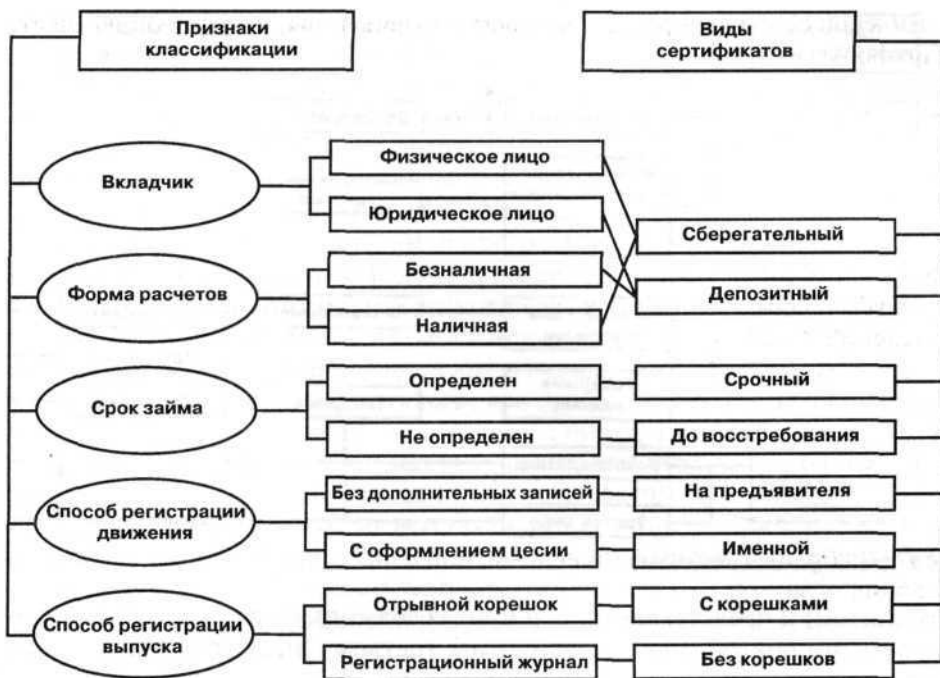 Признаки
классификации
Виды
сертификатов
Вкладчик
Физическое лицо
Юридическое лицо
Сберегательный
Форма расчетов
Безналичная
Наличная
Депозитный
Срок займа
Определен
Срочный
Не определен
До восстребования
Способ регистрации
движения
Без дополнительных записей
На предъявителя
С оформлением цесии
Именной
Способ регистрации
выпуска
Отрывной корешок
С корешками
Регистрационный журнал
Без корешков